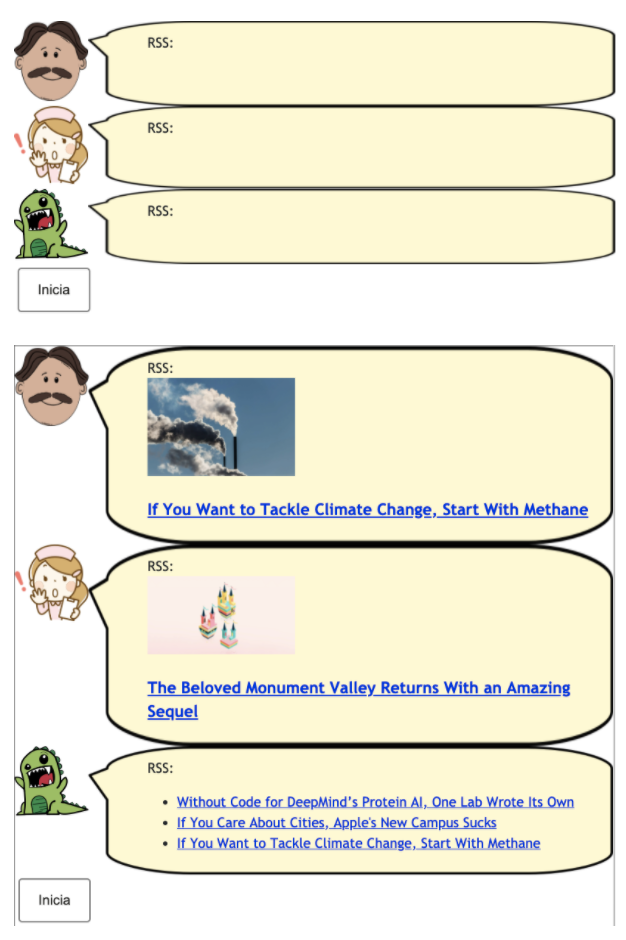 RSS:
RSS:
RSS:
Inicia
RSS:
If You Want to Tackle Climate Change, Start With Methane
RSS:
The Beloved Monument Valley Returns With an Amazing
Sequel
RSS:
Without Code for DeepMind’s Protein AI, One Lab Wrote Its Own
If You Care About Cities, Apple's New Campus Sucks
If You Want to Tackle Climate Change, Start With Methane
Inicia